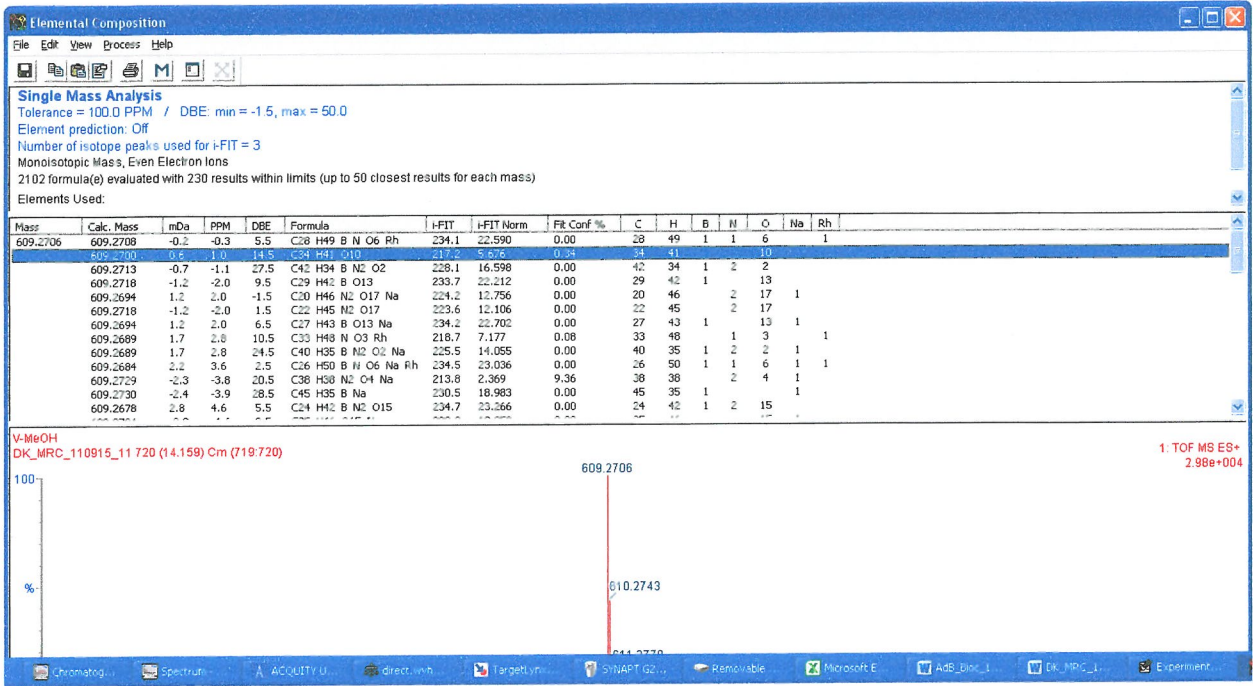 Elemental Composition
File Edit View Process Help
Single Mass Analysis
Tolerance = 100.0 PPM / DBE: min = -1.5, max = 50.0
Element prediction: Off
Number of isotope peaks used for i-FIT = 3
Monoisotopic Mass, Even Electron Ions
2102 formula(e) evaluated with 230 results within limits (up to 50 closest results for each mass)
Elements Used:
Mass Calc. Mass mDa PPM DBE Formula i-FIT i-FIT Norm Fit Conf % C H B N O Na Rh
609.2706 609.2708 -0.2 -0.3 5.5 C28 H49 B N O6 Rh 234.1 22.590 0.00 28 49 1 1 6 1
609.2700 0.6 1.0 14.5 C34 H41 O10 217.2 5.676 0.34 34 41 10
609.2713 -0.7 -1.1 27.5 C42 H34 B N2 O2 228.1 16.598 0.00 42 34 1 2 2
609.2718 -1.2 -2.0 9.5 C29 H42 B O13 233.7 22.212 0.00 29 42 1 13
609.2694 1.2 2.0 -1.5 C20 H46 N2 O17 Na 224.2 12.756 0.00 20 46 2 17 1
609.2718 -1.2 -2.0 1.5 C22 H45 N2 O17 223.6 12.106 0.00 22 45 2 17
609.2694 1.2 2.0 6.5 C27 H43 B O13 Na 234.2 22.702 0.00 27 43 1 13 1
609.2689 1.7 2.8 10.5 C33 H48 N O3 Rh 218.7 7.177 0.08 33 48 1 3 1
609.2689 1.7 2.8 24.5 C40 H35 B N2 O2 Na 225.5 14.055 0.00 40 35 1 2 2 1
609.2684 2.2 3.6 2.5 C26 H50 B N O6 Na Rh 234.5 23.036 0.00 26 50 1 1 6 1 1
609.2729 -2.3 -3.8 20.5 C38 H38 N2 O4 Na 213.8 2.369 9.36 38 38 2 4 1
609.2730 -2.4 -3.9 28.5 C45 H35 B Na 230.5 18.983 0.00 45 35 1 1
609.2678 2.8 4.6 5.5 C24 H42 B N2 O15 234.7 23.266 0.00 24 42 1 2 15
V-MeOH
DK_MRC_110915_11 720 (14.159) Cm (719:720)
1: TOF MS ES+
2.98e+004
609.2706
100
%
610.2743
Chromatog... Spectrum ACQUITY U... direct.wvh TargetLyn... SYNAPT G2... Removable Microsoft E AdB_Bioc_1... DK_MRC_1... Experiment...